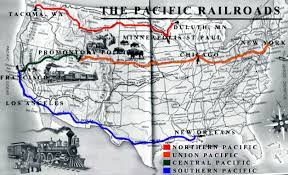 THE PACIFIC RAILROADS
TACOMA, WA
DULUTH, MN
MINNEAPOLIS ST. PAUL
NEW YORK
PROMONTORY POINT
CHICAGO
FRANCISCO
LOS ANGELES
NEW ORLEANS
NORTHERN PACIFIC
UNION PACIFIC
CENTRAL PACIFIC
SOUTHERN PACIFIC